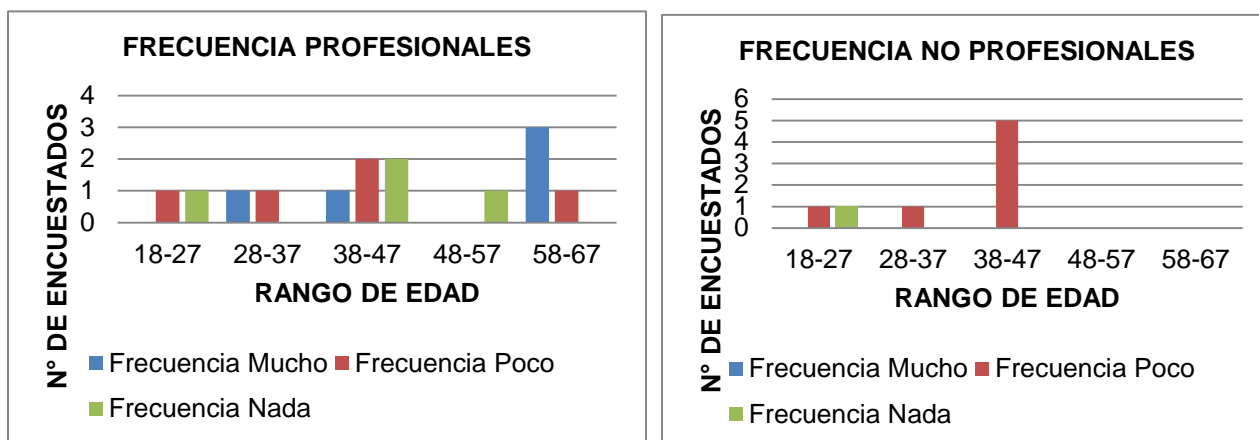 FRECUENCIA PROFESIONALES
N° DE ENCUESTADOS
4
3
2
1
0
18-27 28-37 38-47 48-57 58-67
RANGO DE EDAD
Frecuencia Mucho Frecuencia Poco
Frecuencia Nada
FRECUENCIA NO PROFESIONALES
N° DE ENCUESTADOS
6
5
4
3
2
1
0
18-27 28-37 38-47 48-57 58-67
RANGO DE EDAD
Frecuencia Mucho Frecuencia Poco
Frecuencia Nada